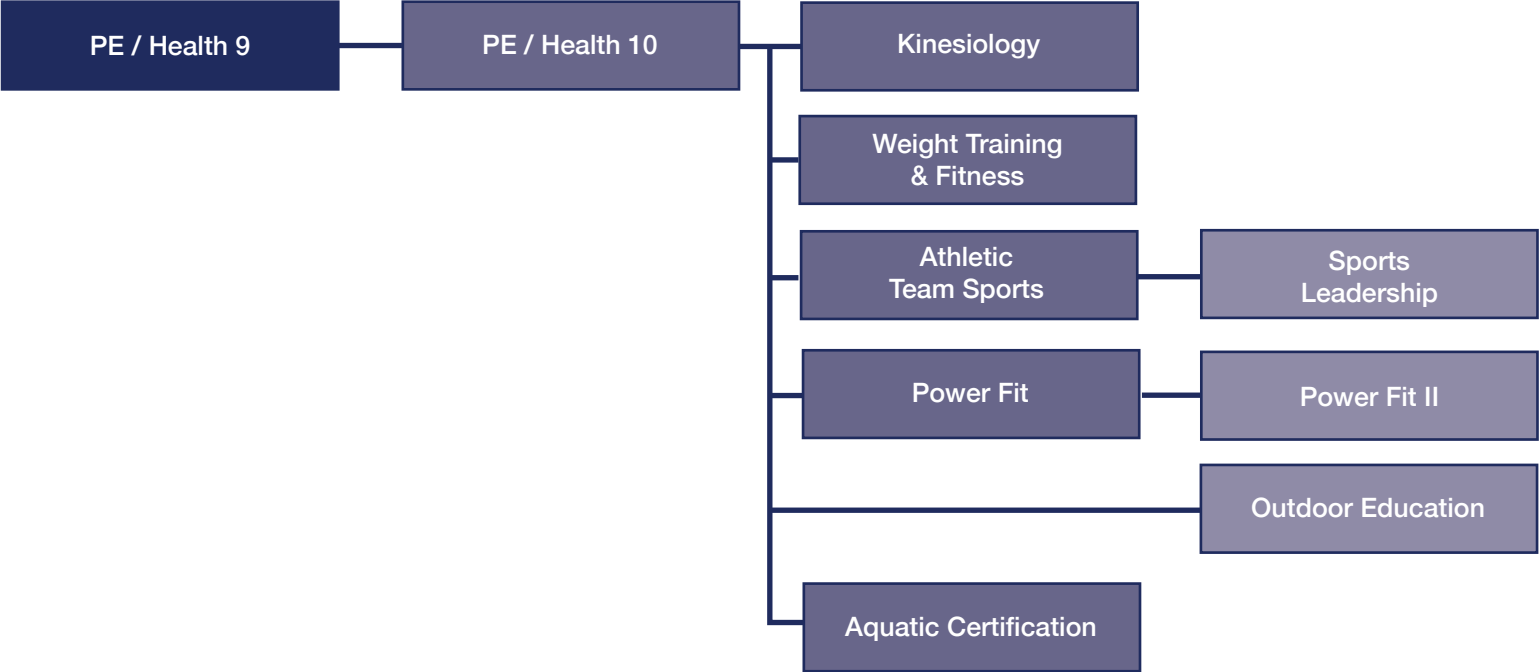 PE / Health 9
PE / Health 10
Kinesiology
Weight Training
& Fitness
Athletic
Team Sports
Sports
Leadership
Power Fit
Power Fit II
Outdoor Education
Aquatic Certification